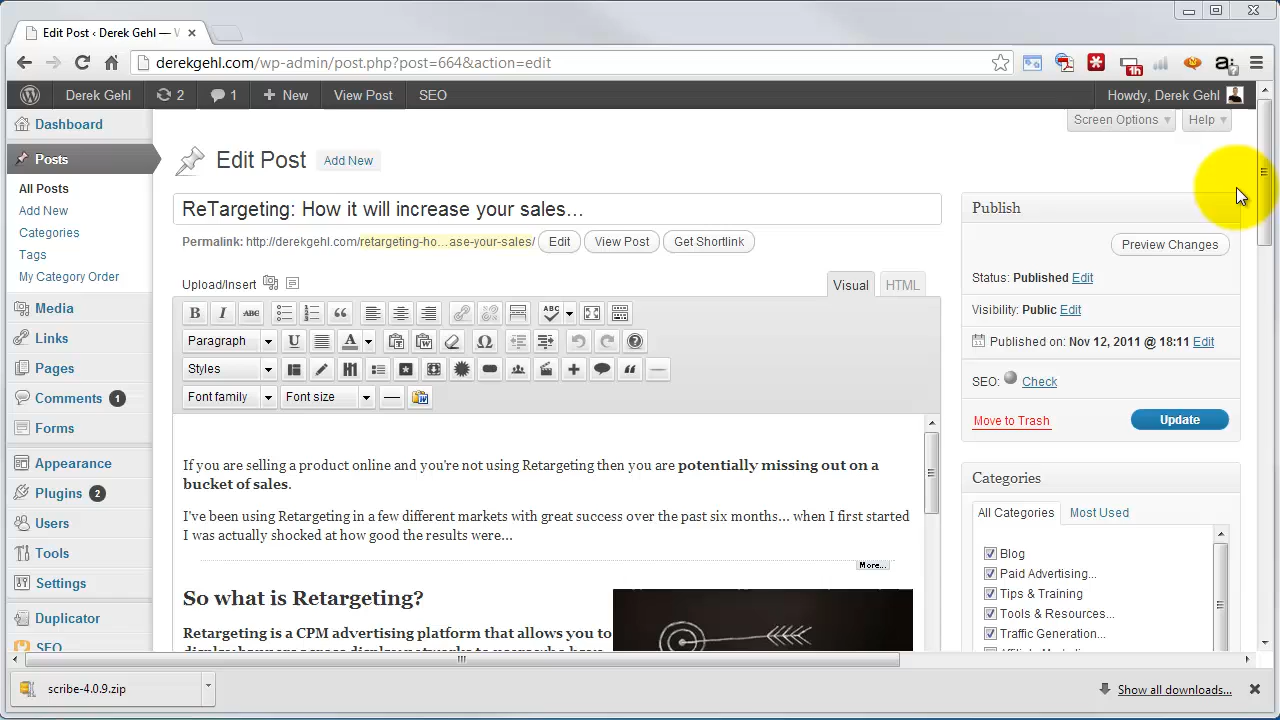 Edit Post ‹ Derek Gehl —
derekgehl.com/wp-admin/post.php?post=664&action=edit
1h
a
Derek Gehl 2 1 + New View Post SEO Howdy, Derek Gehl
Screen Options Help
Dashboard
Posts
All Posts
Add New
Categories
Tags
My Category Order
Media
Links
Pages
Comments 1
Forms
Appearance
Plugins 2
Users
Tools
Settings
Duplicator
SEO
Edit Post Add New
ReTargeting: How it will increase your sales...
Permalink: http://derekgehl.com/retargeting-ho...ase-your-sales/ Edit View Post Get Shortlink
Upload/Insert Visual HTML
B I ABC ABC
Paragraph U A Ω
Styles H1
Font family Font size
If you are selling a product online and you're not using Retargeting then you are potentially missing out on a
bucket of sales.
I've been using Retargeting in a few different markets with great success over the past six months... when I first started
I was actually shocked at how good the results were...
More...
So what is Retargeting?
Retargeting is a CPM advertising platform that allows you to
Publish
Preview Changes
Status: Published Edit
Visibility: Public Edit
Published on: Nov 12, 2011 @ 18:11 Edit
SEO: Check
Move to Trash Update
Categories
All Categories Most Used
Blog
Paid Advertising...
Tips & Training
Tools & Resources...
Traffic Generation...
scribe-4.0.9.zip Show all downloads...